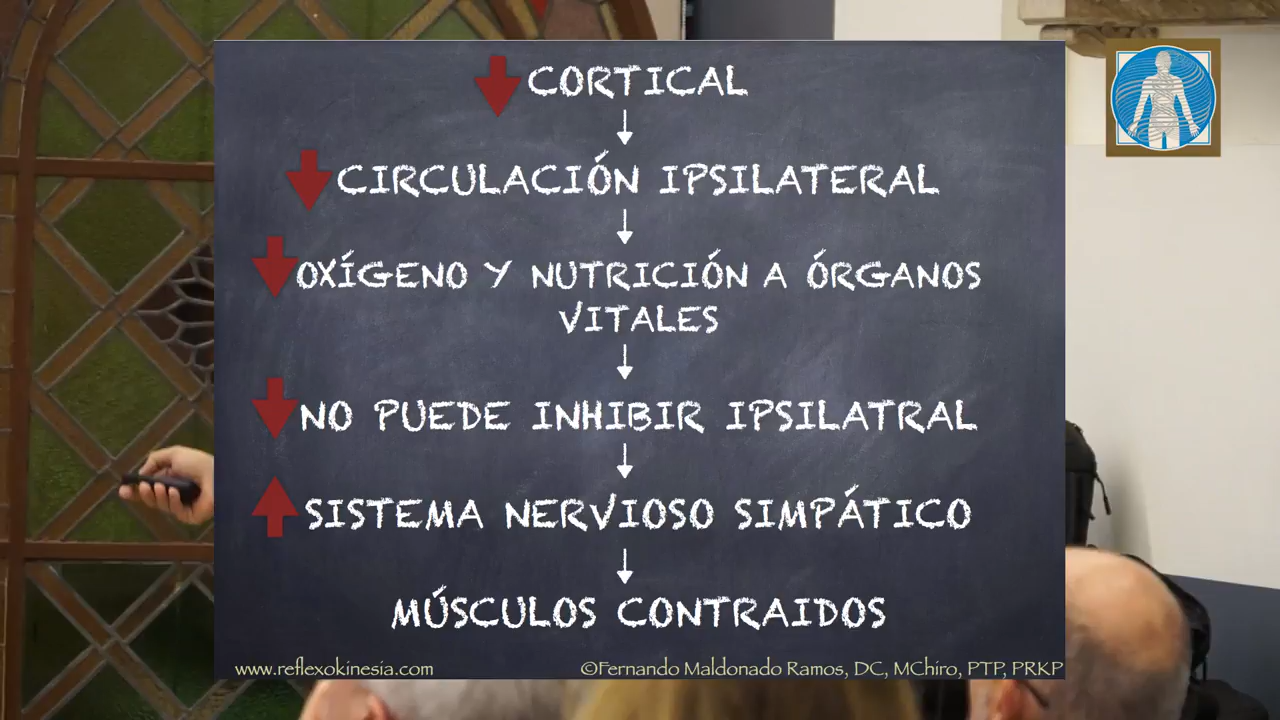 CORTICAL
CIRCULACIÓN IPSILATERAL
OXÍGENO Y NUTRICIÓN A ÓRGANOS
VITALES
NO PUEDE INHIBIR IPSILATRAL
SISTEMA NERVIOSO SIMPÁTICO
MÚSCULOS CONTRAIDOS
www.reflexokinesia.com
©Fernando Maldonado Ramos, DC, MChiro, PTP, PRKP